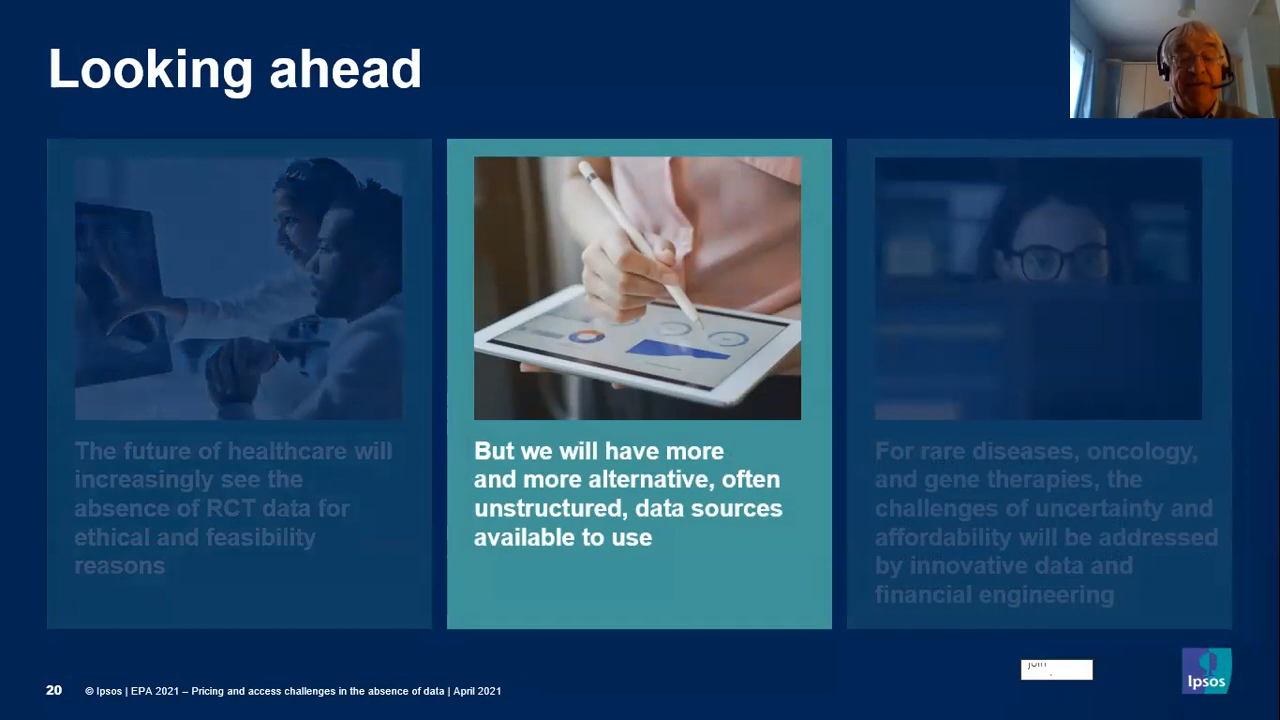 Looking ahead
The future of healthcare will
increasingly see the
absence of RCT data for
ethical and feasibility
reasons
But we will have more
and more alternative, often
unstructured, data sources
available to use
For rare diseases, oncology,
and gene therapies, the
challenges of uncertainty and
affordability will be addressed
by innovative data and
financial engineering
20
© Ipsos | EPA 2021 – Pricing and access challenges in the absence of data | April 2021
Ipsos